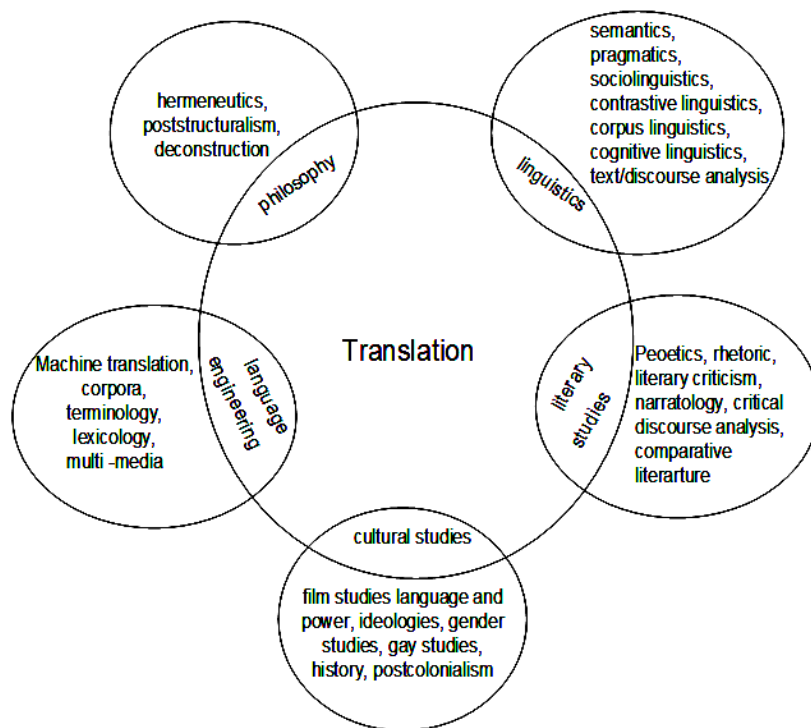 hermeneutics,
poststructuralism,
deconstruction
philosophy
semantics,
pragmatics,
sociolinguistics,
contrastive linguistics,
corpus linguistics,
cognitive linguistics,
text/discourse analysis
linguistics
Translation
Machine translation,
corpora,
terminology,
lexicology,
multi -media
language
engineering
Peoetics, rhetoric,
literary criticism,
narratology, critical
discourse analysis,
comparative
literarture
literary
studies
cultural studies
film studies language and
power, ideologies, gender
studies, gay studies,
history, postcolonialism